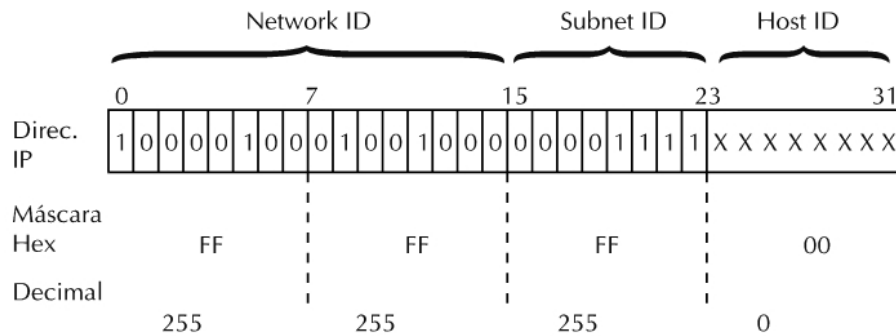 Network ID Subnet ID Host ID
0 7 15 23 31
Direc. IP 1 0 0 0 0 1 0 0 0 1 0 0 1 0 0 0 0 0 0 0 1 1 1 1 X X X X X X X X
Máscara Hex FF FF FF 00
Decimal
255 255 255 0